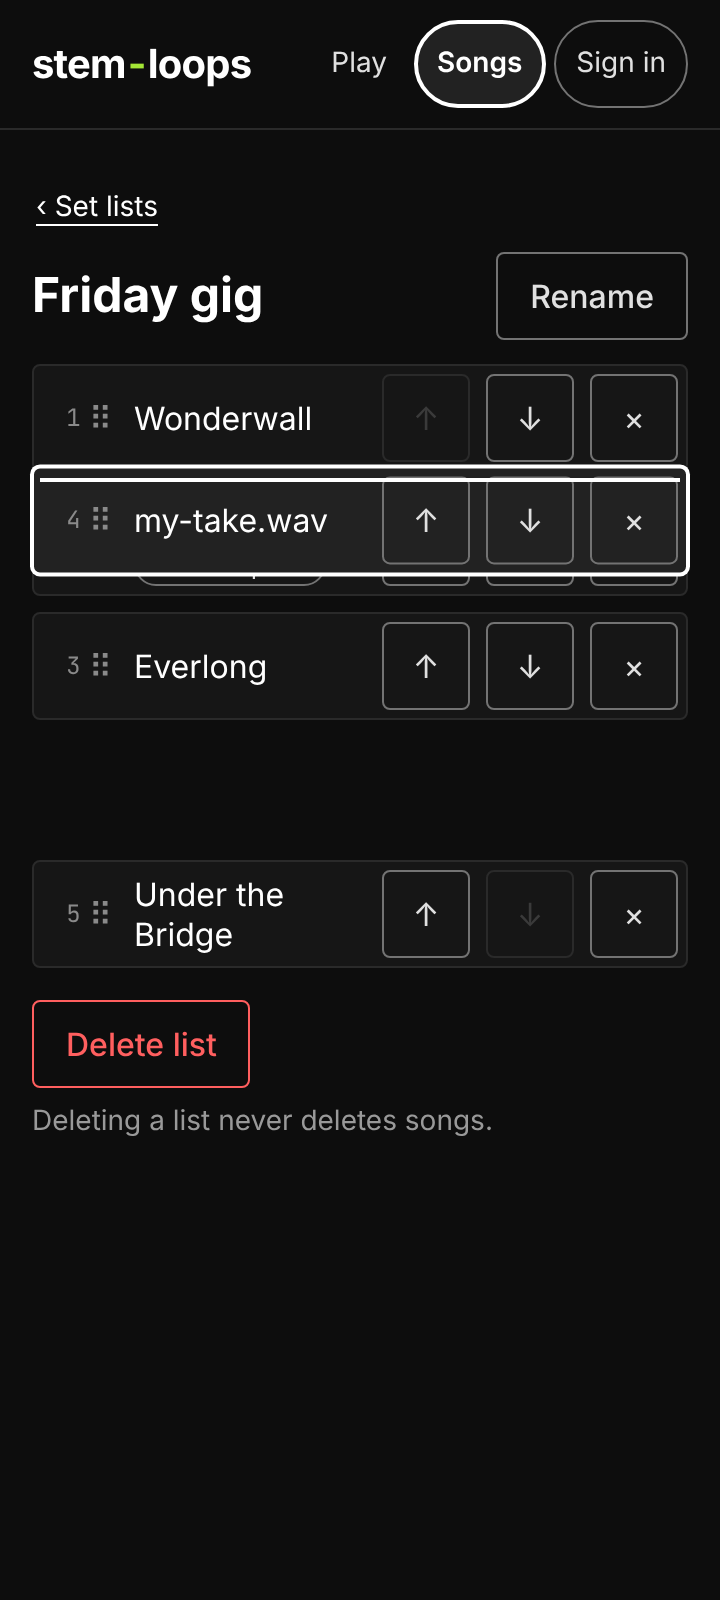 stem-loops
Play
Songs
Sign in
‹ Set lists
Friday gig
Rename
1 Wonderwall ↑ ↓ ×
4 my-take.wav ↑ ↓ ×
3 Everlong ↑ ↓ ×
5 Under the
Bridge ↑ ↓ ×
Delete list
Deleting a list never deletes songs.